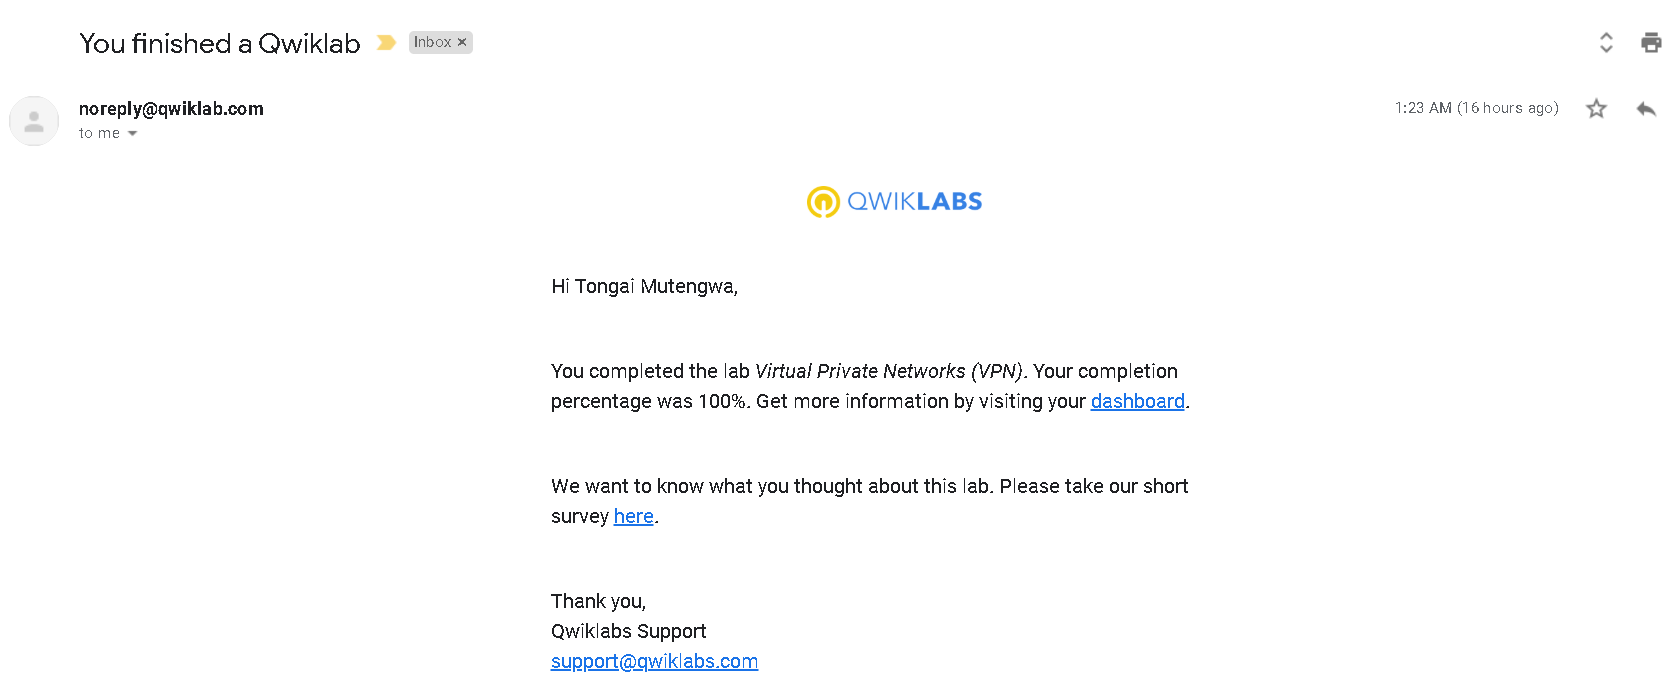 You finished a Qwiklab Inbox ×
noreply@qwiklab.com 1:23 AM (16 hours ago)
to me
QWIKLABS
Hi Tongai Mutengwa,
You completed the lab Virtual Private Networks (VPN). Your completion
percentage was 100%. Get more information by visiting your dashboard.
We want to know what you thought about this lab. Please take our short
survey here.
Thank you,
Qwiklabs Support
support@qwiklabs.com